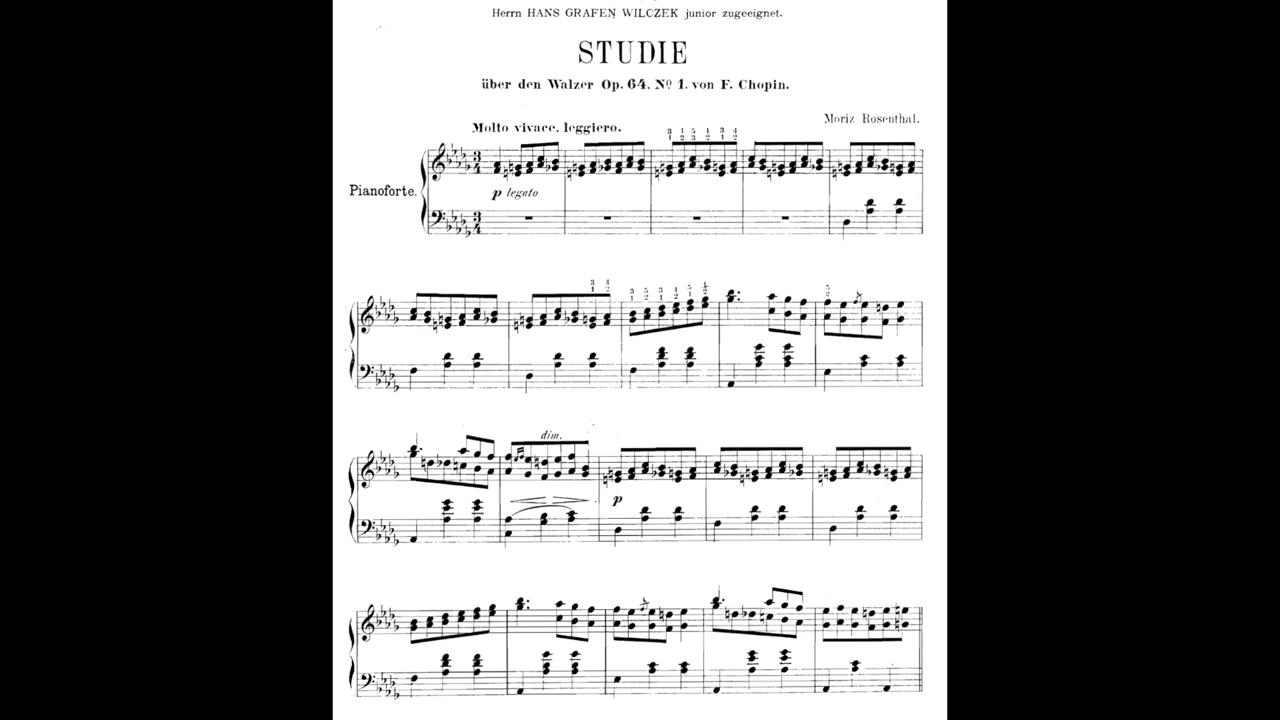 Herrn HANS GRAFEN WILCZEK junior zugeeignet.
STUDIE
über den Walzer Op. 64. No 1. von F. Chopin.
Moriz Rosenthal.
Molto vivace. leggiero.
Pianoforte.
p legato
dim.
p